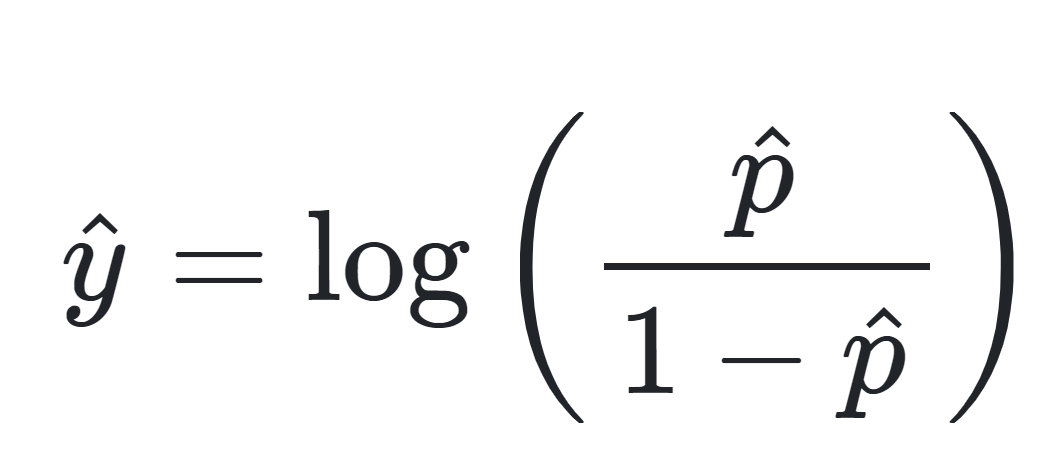 ŷ = log ( p̂ / (1 − p̂) )